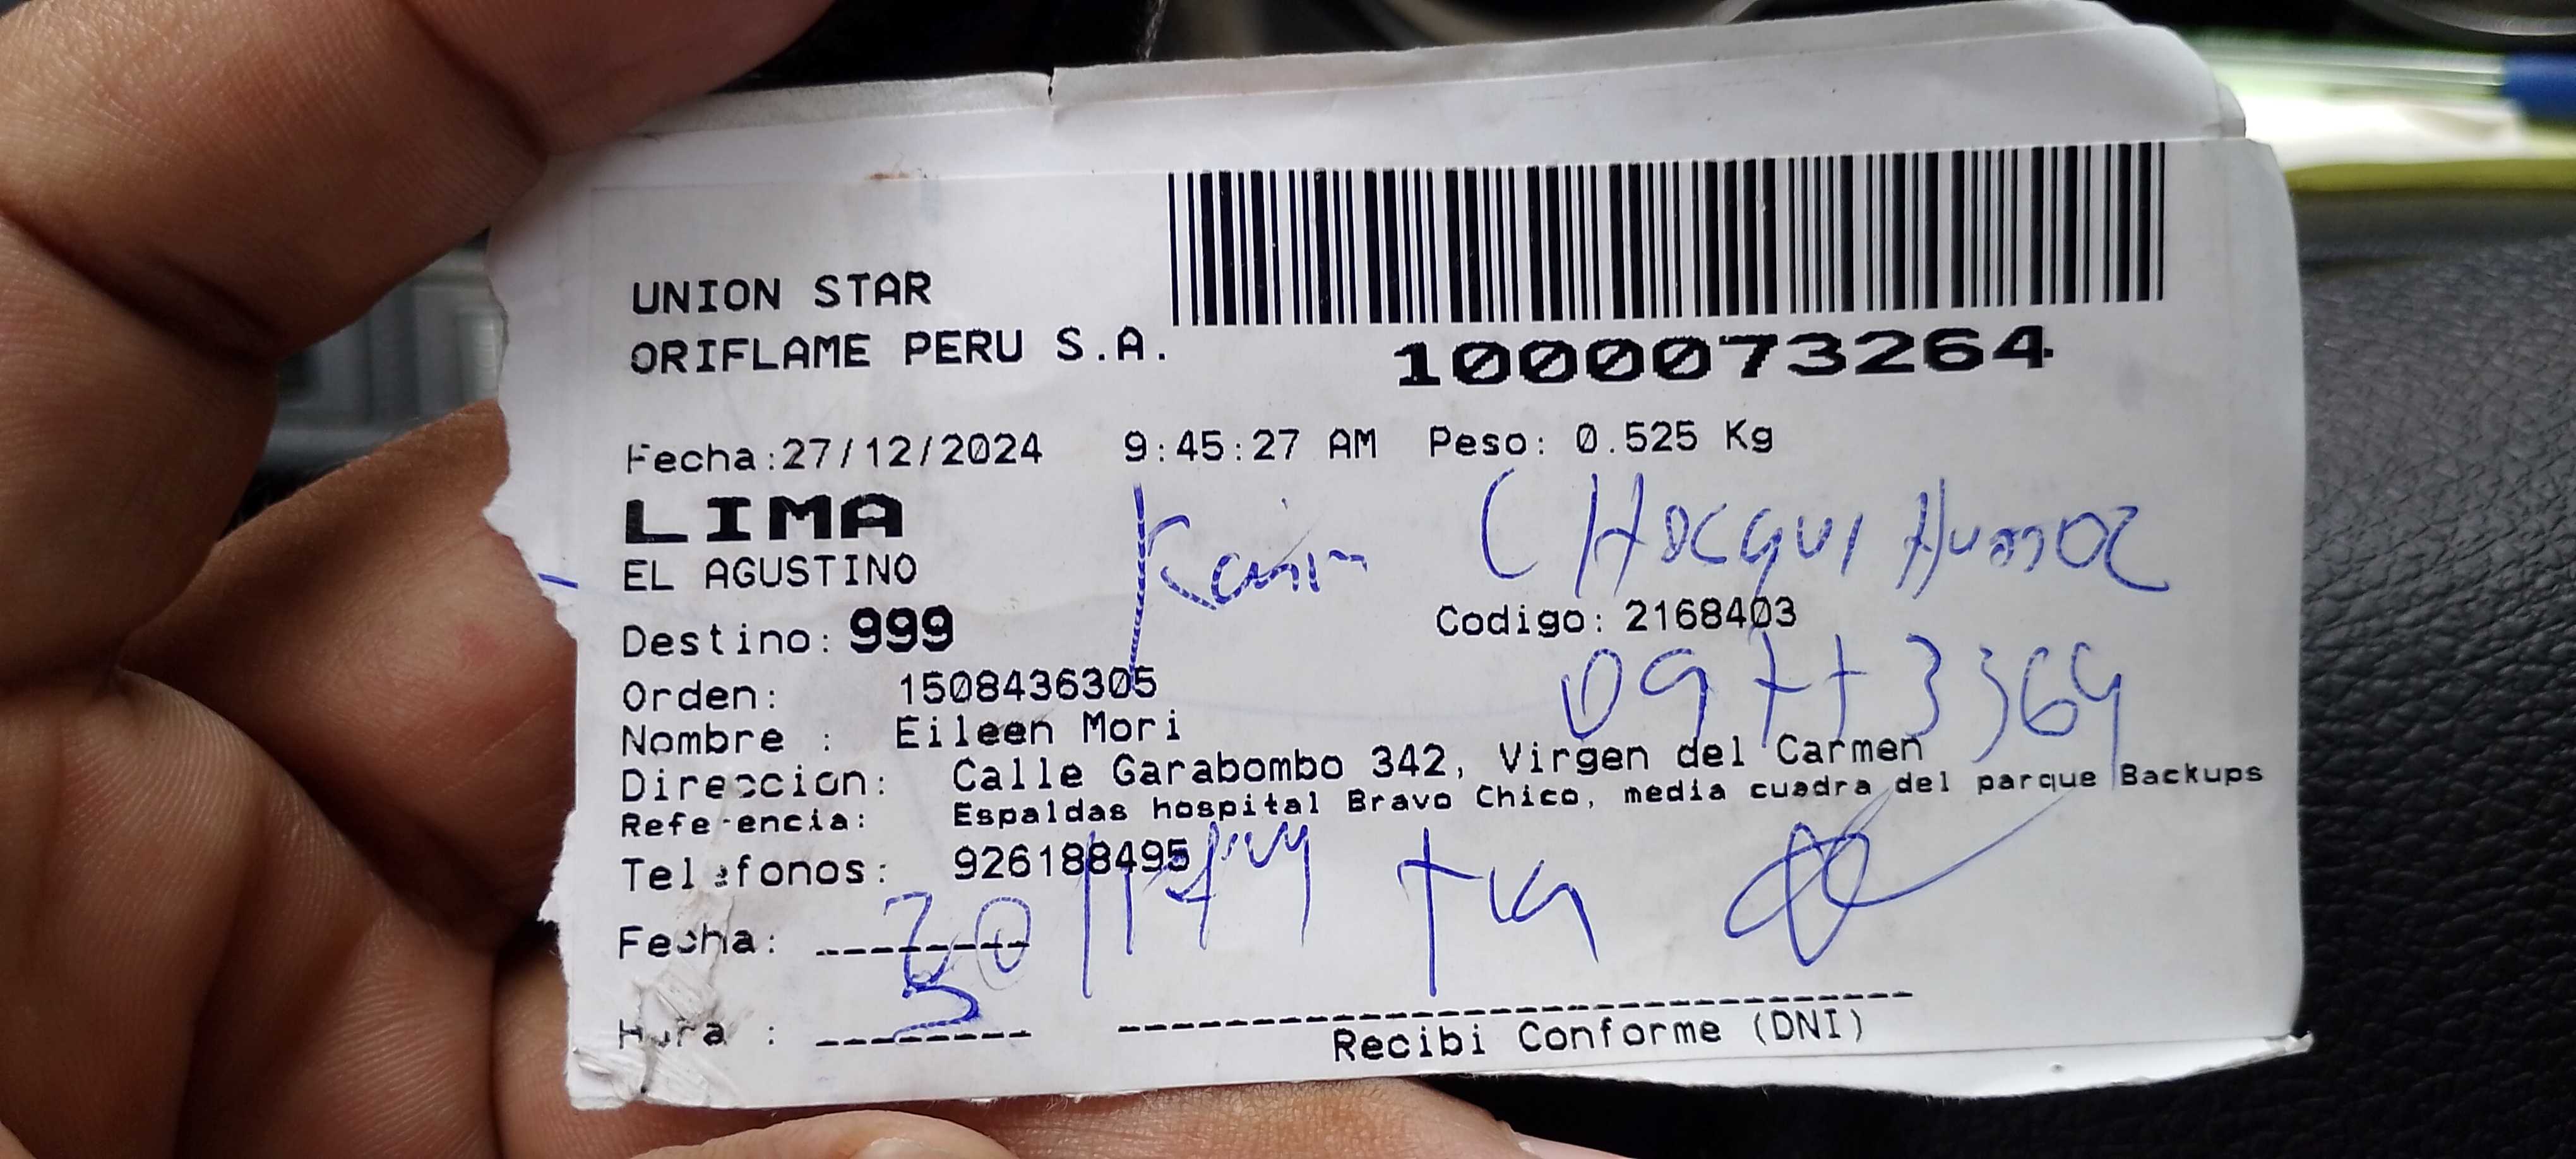 UNION STAR
ORIFLAME PERU S.A.
1000073264
Fecha:27/12/2024 9:45:27 AM Peso: 0.525 Kg
LIMA
EL AGUSTINO
Destino: 999
Codigo: 2168403
09773364
Orden: 1508436305
Nombre : Eileen Mori
Direccion: Calle Garabombo 342, Virgen del Carmen
Referencia: Espaldas hospital Bravo Chico, media cuadra del parque Backups
Telefonos: 926188495
Fecha:
Hora :
Recibi Conforme (DNI)